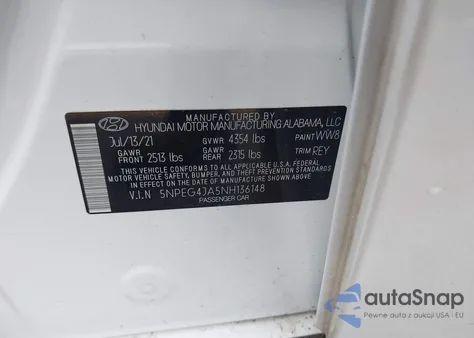 MANUFACTURED BY
HYUNDAI MOTOR MANUFACTURING ALABAMA, LLC
Jul/13/21 GVWR 4354 lbs PAINT WW8
GAWR FRONT 2513 lbs GAWR REAR 2315 lbs TRIM REY
THIS VEHICLE CONFORMS TO ALL APPLICABLE U.S.A. FEDERAL
MOTOR VEHICLE SAFETY, BUMPER, AND THEFT PREVENTION
STANDARDS IN EFFECT ON THE DATE OF MANUFACTURE
SHOWN ABOVE.
V.I.N 5NPEG4JA5NH136148
PASSENGER CAR
autoSnap
Pewne auta z aukcji USA i EU